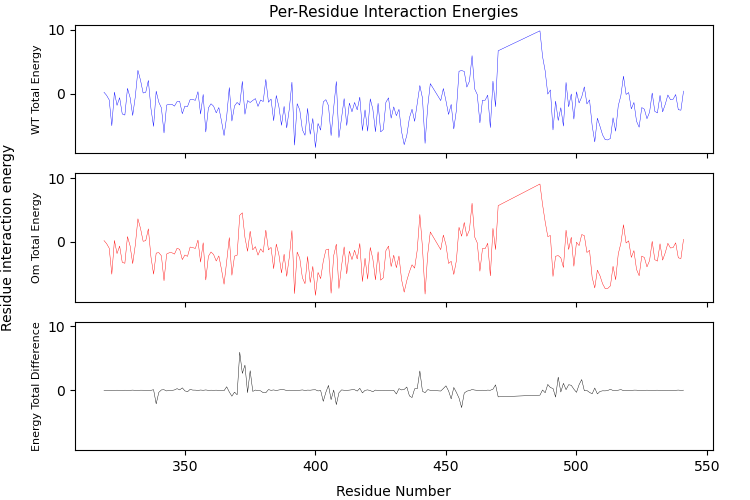 Per-Residue Interaction Energies
Residue interaction energy
WT Total Energy
10
0
Om Total Energy
10
0
Energy Total Difference
10
0
350
400
450
500
550
Residue Number